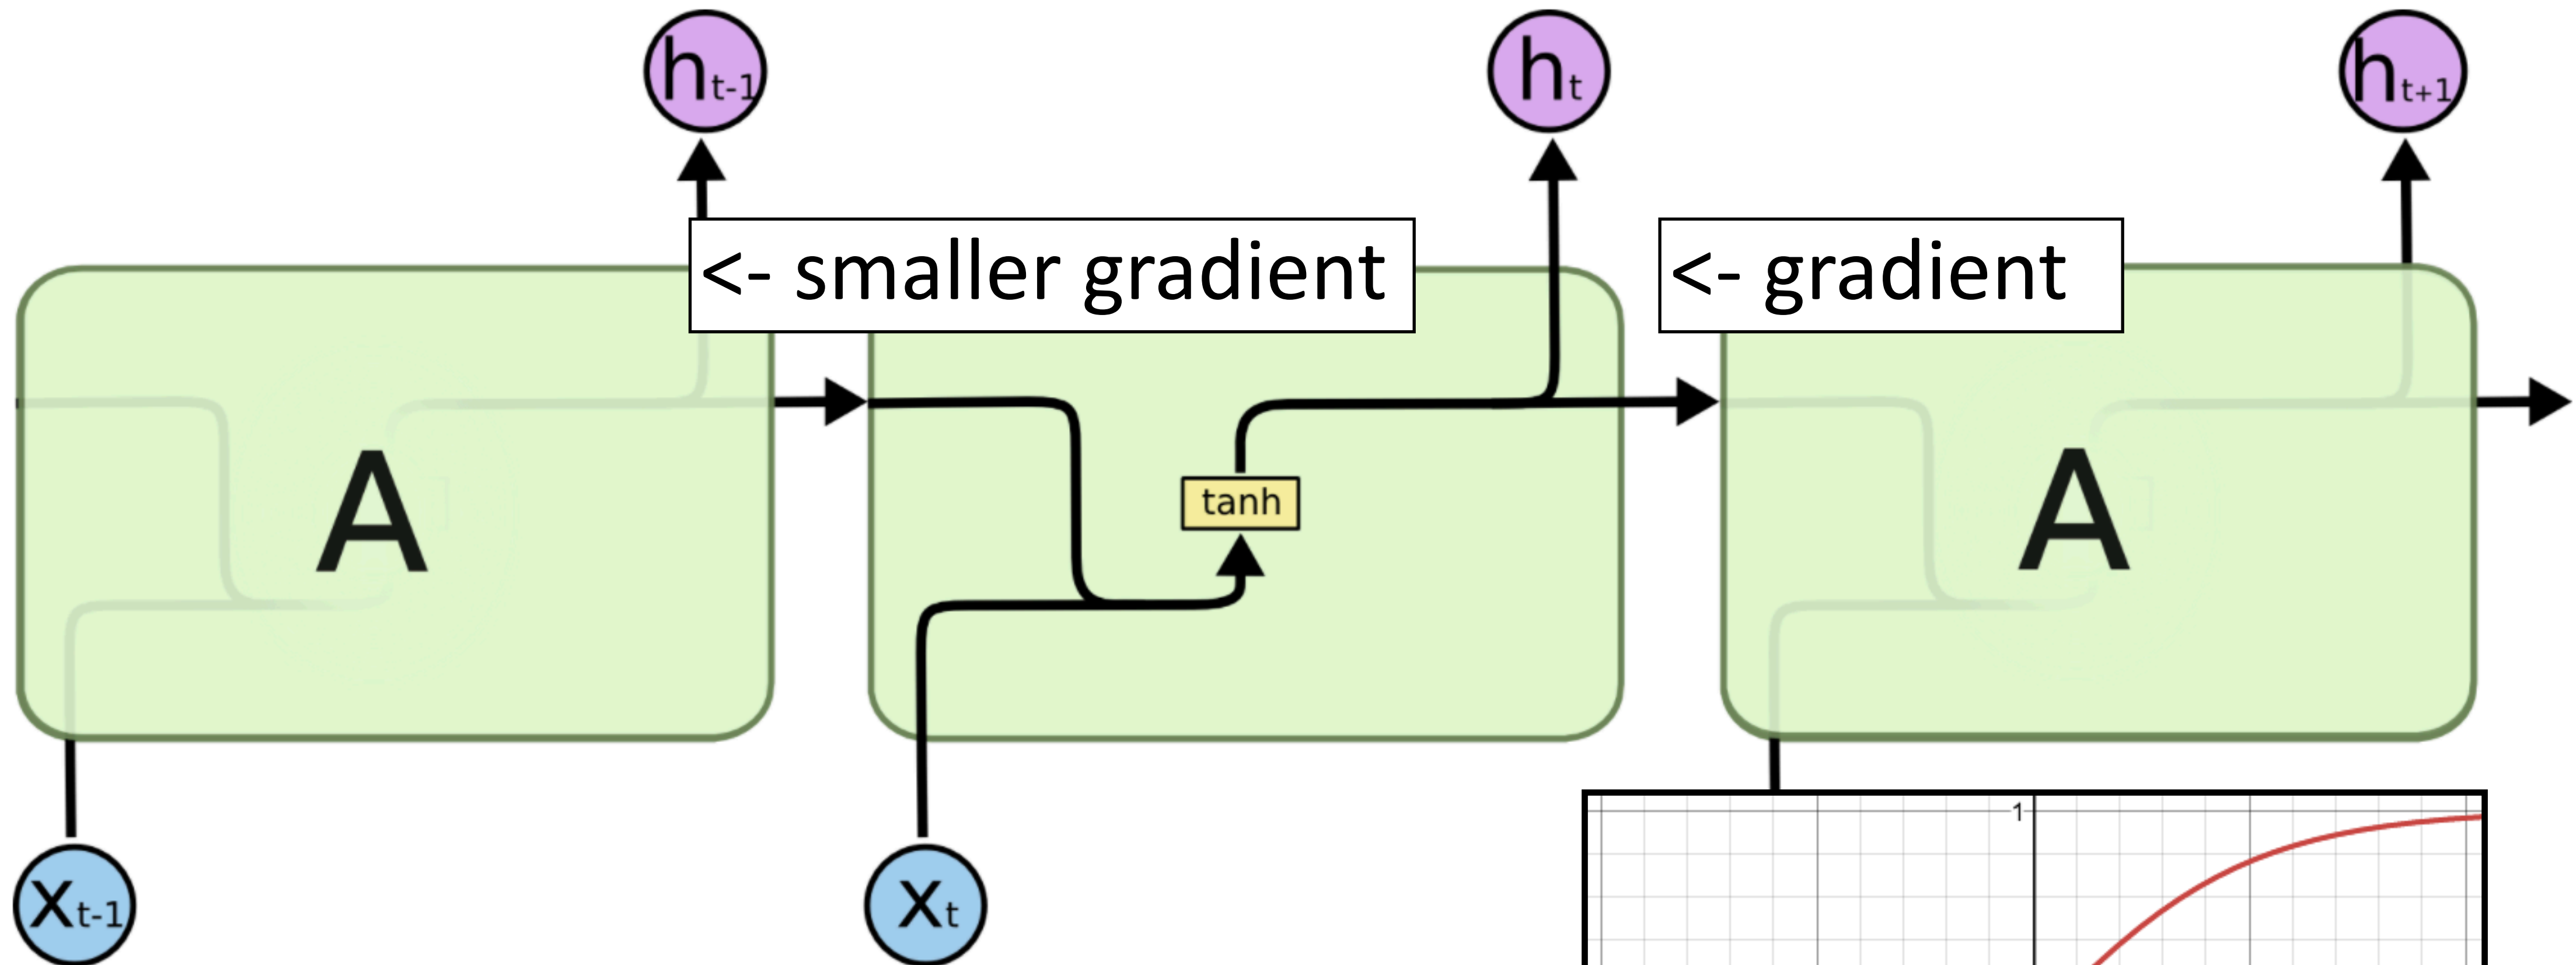 h t-1
h t
h t+1
<- smaller gradient
<- gradient
A
tanh
A
1
x t-1
x t